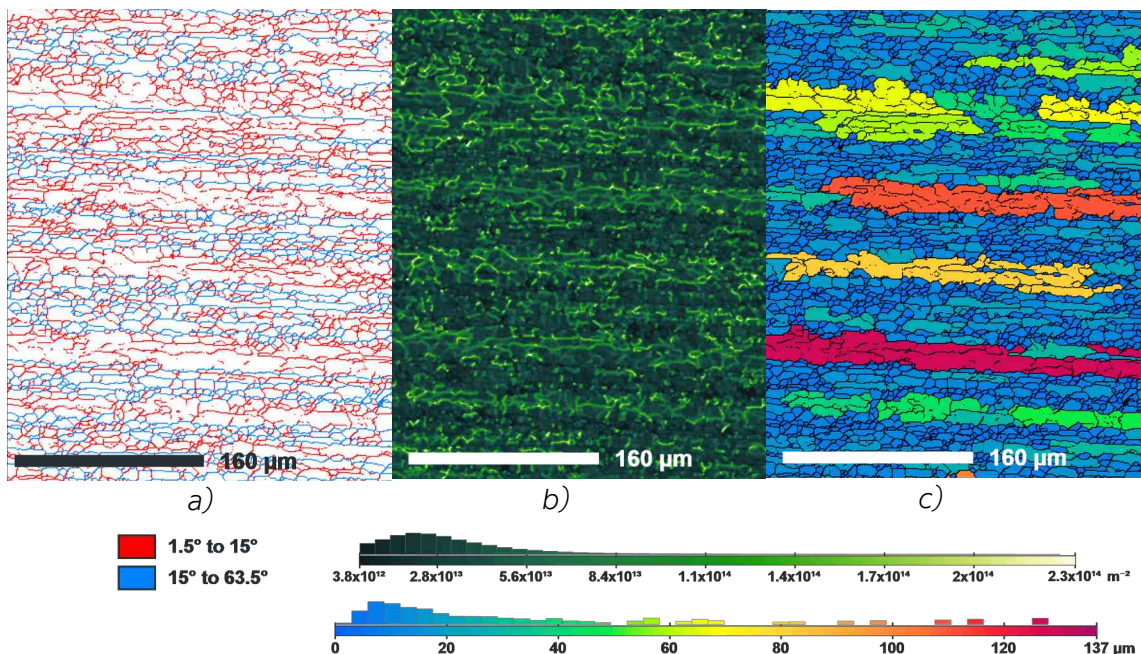 160 µm
160 µm
160 µm
a)
b)
c)
1.5° to 15°
15° to 63.5°
3.8x10¹² 2.8x10¹³ 5.6x10¹³ 8.4x10¹³ 1.1x10¹⁴ 1.4x10¹⁴ 1.7x10¹⁴ 2x10¹⁴ 2.3x10¹⁴ m⁻²
0 20 40 60 80 100 120 137 µm